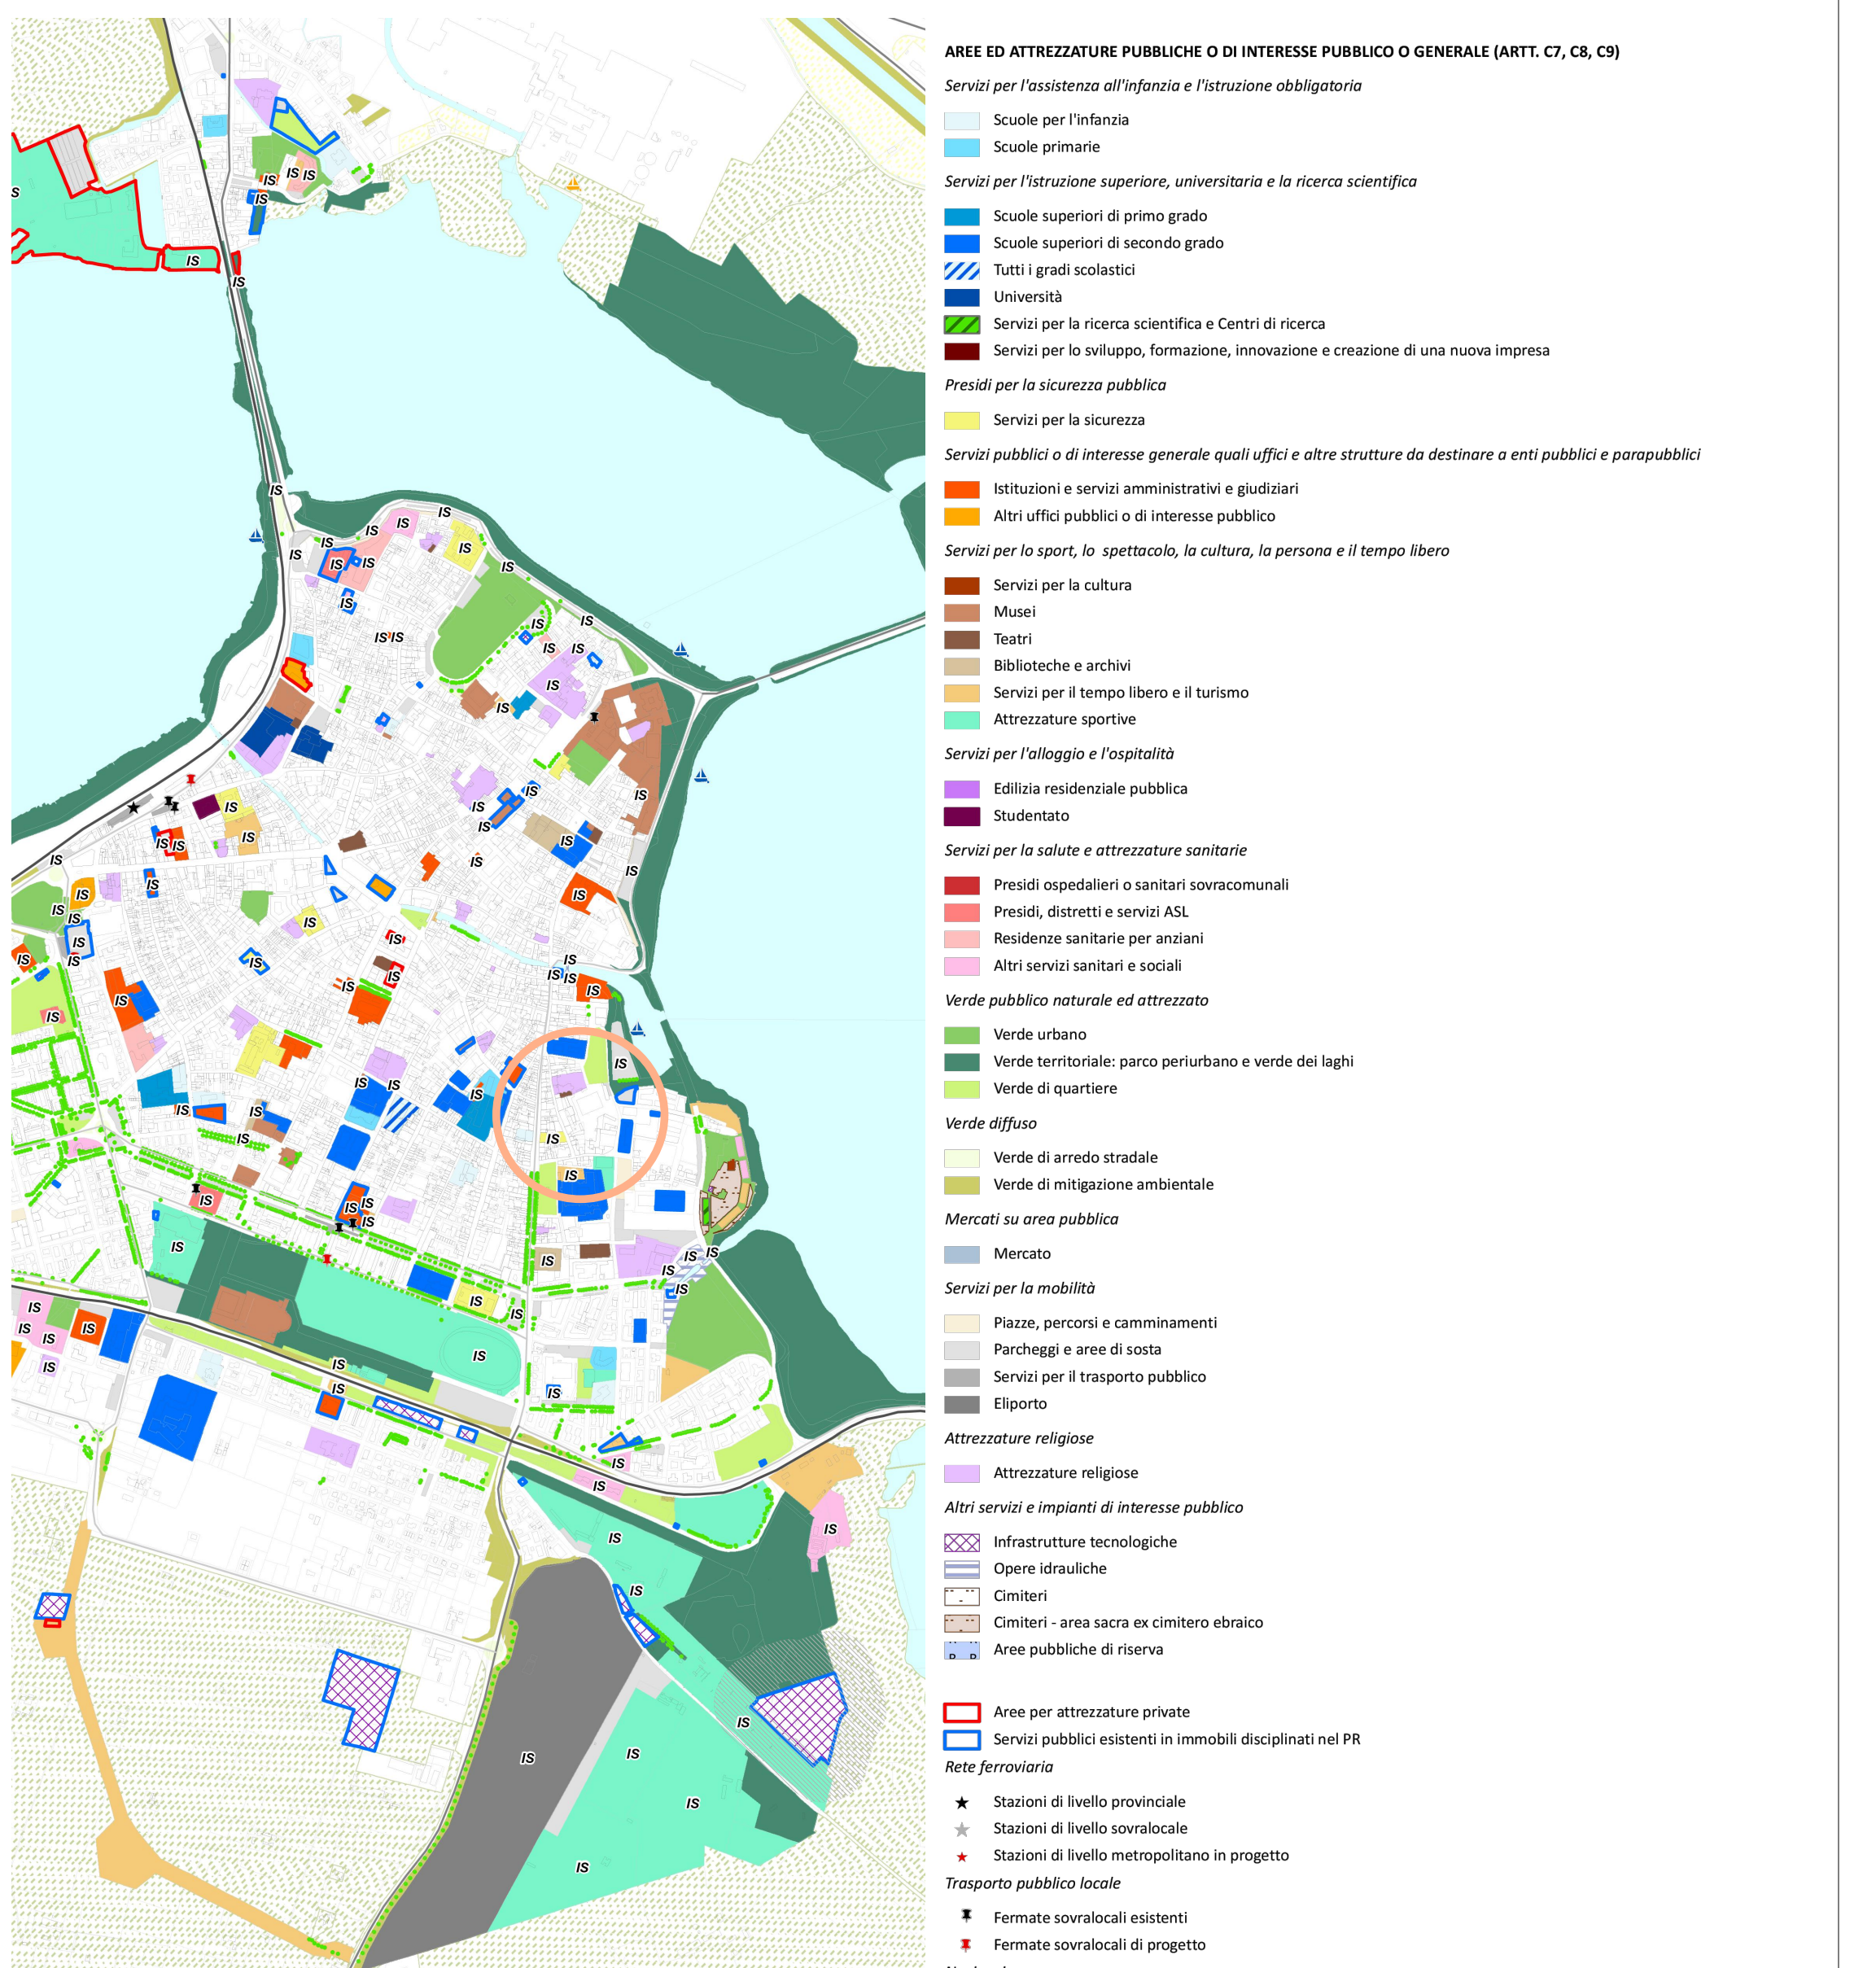 AREE ED ATTREZZATURE PUBBLICHE O DI INTERESSE PUBBLICO O GENERALE (ARTT. C7, C8, C9)
Servizi per l'assistenza all'infanzia e l'istruzione obbligatoria
Scuole per l'infanzia
Scuole primarie
Servizi per l'istruzione superiore, universitaria e la ricerca scientifica
Scuole superiori di primo grado
Scuole superiori di secondo grado
Tutti i gradi scolastici
Università
Servizi per la ricerca scientifica e Centri di ricerca
Servizi per lo sviluppo, formazione, innovazione e creazione di una nuova impresa
Presidi per la sicurezza pubblica
Servizi per la sicurezza
Servizi pubblici o di interesse generale quali uffici e altre strutture da destinare a enti pubblici e parapubblici
Istituzioni e servizi amministrativi e giudiziari
Altri uffici pubblici o di interesse pubblico
Servizi per lo sport, lo spettacolo, la cultura, la persona e il tempo libero
Servizi per la cultura
Musei
Teatri
Biblioteche e archivi
Servizi per il tempo libero e il turismo
Attrezzature sportive
Servizi per l'alloggio e l'ospitalità
Edilizia residenziale pubblica
Studentato
Servizi per la salute e attrezzature sanitarie
Presidi ospedalieri o sanitari sovracomunali
Presidi, distretti e servizi ASL
Residenze sanitarie per anziani
Altri servizi sanitari e sociali
Verde pubblico naturale ed attrezzato
Verde urbano
Verde territoriale: parco periurbano e verde dei laghi
Verde di quartiere
Verde diffuso
Verde di arredo stradale
Verde di mitigazione ambientale
Mercati su area pubblica
Mercato
Servizi per la mobilità
Piazze, percorsi e camminamenti
Parcheggi e aree di sosta
Servizi per il trasporto pubblico
Eliporto
Attrezzature religiose
Attrezzature religiose
Altri servizi e impianti di interesse pubblico
Infrastrutture tecnologiche
Opere idrauliche
Cimiteri
Cimiteri - area sacra ex cimitero ebraico
Aree pubbliche di riserva
Aree per attrezzature private
Servizi pubblici esistenti in immobili disciplinati nel PR
Rete ferroviaria
Stazioni di livello provinciale
Stazioni di livello sovralocale
Stazioni di livello metropolitano in progetto
Trasporto pubblico locale
Fermate sovralocali esistenti
Fermate sovralocali di progetto